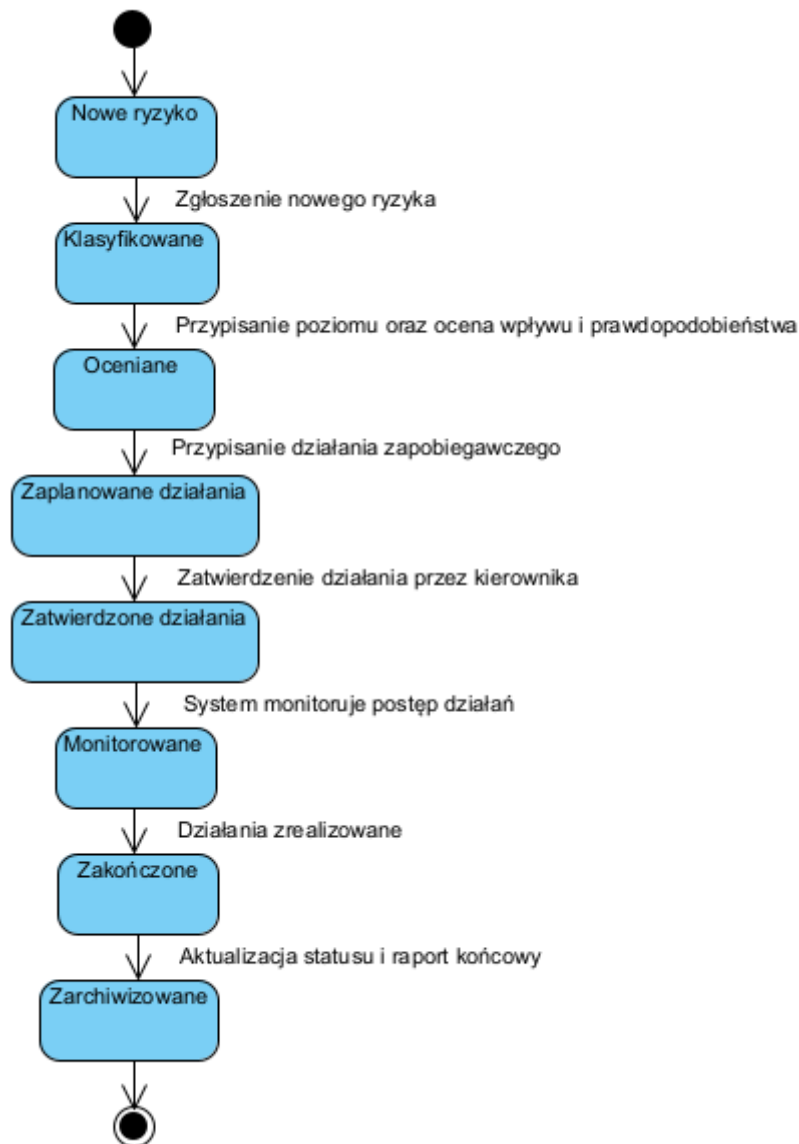 Nowe ryzyko
Zgłoszenie nowego ryzyka
Klasyfikowane
Przypisanie poziomu oraz ocena wpływu i prawdopodobieństwa
Oceniane
Przypisanie działania zapobiegawczego
Zaplanowane działania
Zatwierdzenie działania przez kierownika
Zatwierdzone działania
System monitoruje postęp działań
Monitorowane
Działania zrealizowane
Zakończone
Aktualizacja statusu i raport końcowy
Zarchiwizowane